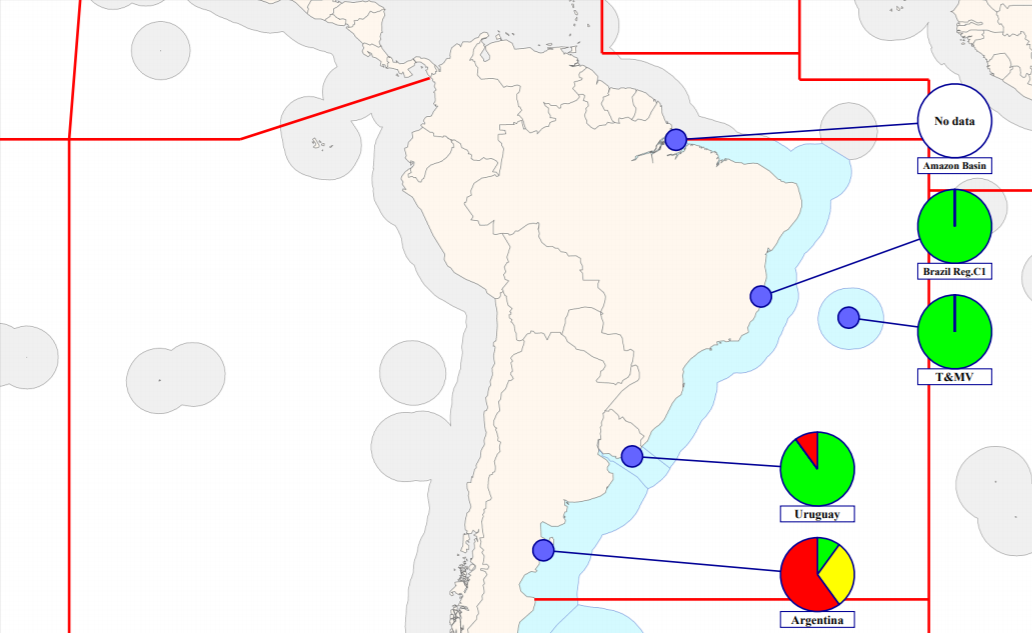 No data
Amazon Basin
Brazil Reg.C1
T&MV
Uruguay
Argentina